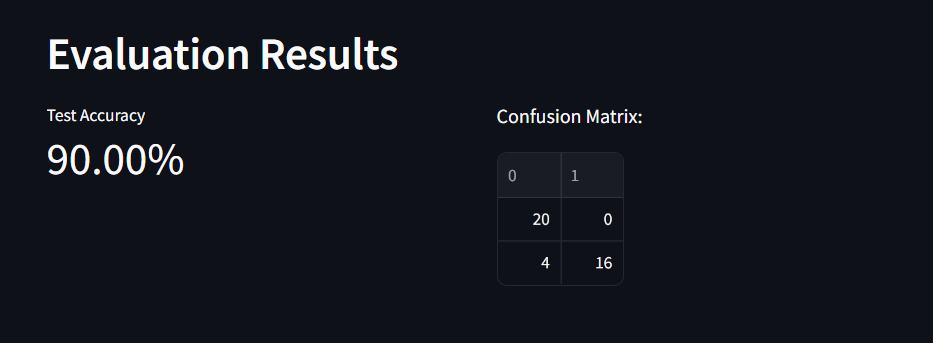 Evaluation Results
Test Accuracy
90.00%
Confusion Matrix:
0 1
20 0
4 16